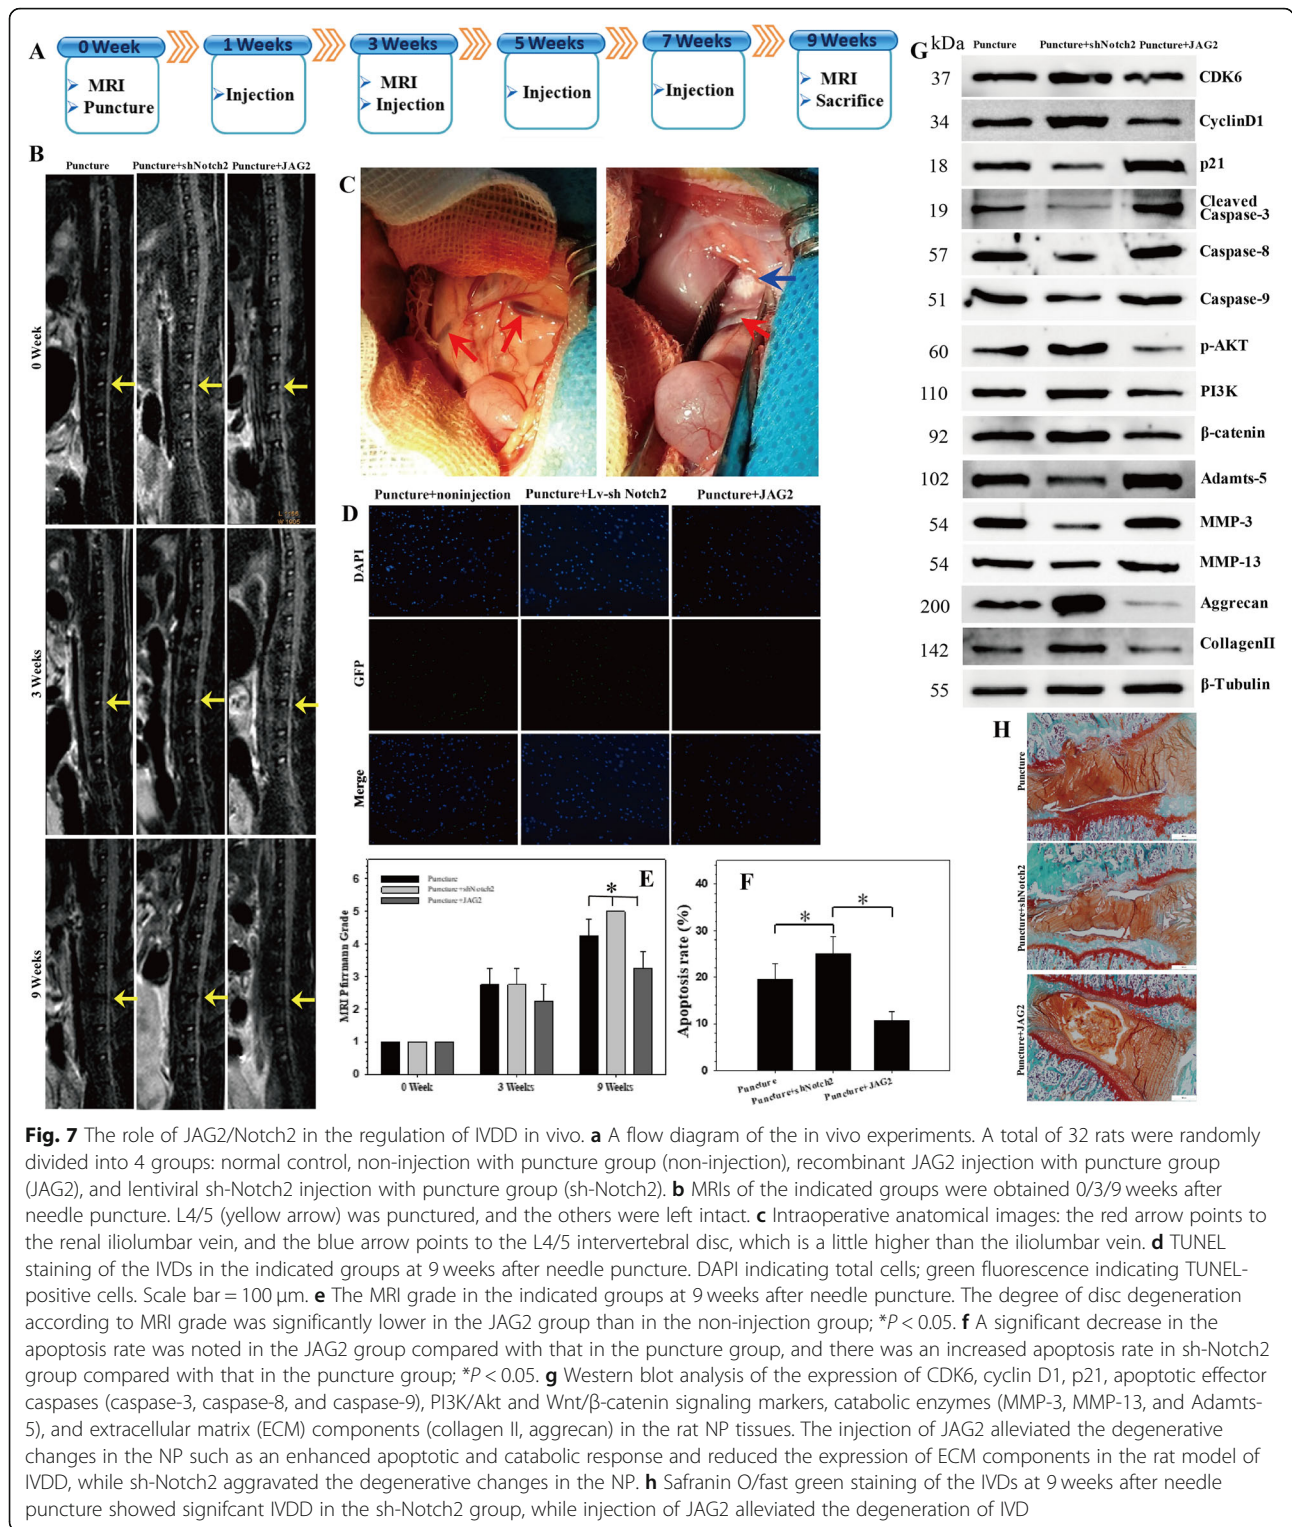 A
0 Week
MRI
Puncture
1 Weeks
Injection
3 Weeks
MRI
Injection
5 Weeks
Injection
7 Weeks
Injection
9 Weeks
MRI
Sacrifice
B
Puncture
Puncture+shNotch2
Puncture+JAG2
0 Week
3 Weeks
9 Weeks
C
D
Puncture+noninjection
Puncture+Lv-sh Notch2
Puncture+JAG2
DAPI
GFP
Merge
E
MRI Pfirrmann Grade
6
5
4
3
2
1
0
Puncture
Puncture+shNotch2
Puncture+JAG2
*
0 Week
3 Weeks
9 Weeks
F
Apoptosis rate (%)
40
30
20
10
0
*
*
Puncture
Puncture+shNotch2
Puncture+JAG2
G
kDa
Puncture
Puncture+shNotch2
Puncture+JAG2
37 CDK6
34 CyclinD1
18 p21
19 Cleaved
Caspase-3
57 Caspase-8
51 Caspase-9
60 p-AKT
110 PI3K
92 β-catenin
102 Adamts-5
54 MMP-3
54 MMP-13
200 Aggrecan
142 CollagenII
55 β-Tubulin
H
Puncture
Puncture+shNotch2
Puncture+JAG2
Fig. 7 The role of JAG2/Notch2 in the regulation of IVDD in vivo. a A flow diagram of the in vivo experiments. A total of 32 rats were randomly
divided into 4 groups: normal control, non-injection with puncture group (non-injection), recombinant JAG2 injection with puncture group
(JAG2), and lentiviral sh-Notch2 injection with puncture group (sh-Notch2). b MRIs of the indicated groups were obtained 0/3/9 weeks after
needle puncture. L4/5 (yellow arrow) was punctured, and the others were left intact. c Intraoperative anatomical images: the red arrow points to
the renal iliolumbar vein, and the blue arrow points to the L4/5 intervertebral disc, which is a little higher than the iliolumbar vein. d TUNEL
staining of the IVDs in the indicated groups at 9 weeks after needle puncture. DAPI indicating total cells; green fluorescence indicating TUNEL-
positive cells. Scale bar = 100 μm. e The MRI grade in the indicated groups at 9 weeks after needle puncture. The degree of disc degeneration
according to MRI grade was significantly lower in the JAG2 group than in the non-injection group; *P < 0.05. f A significant decrease in the
apoptosis rate was noted in the JAG2 group compared with that in the puncture group, and there was an increased apoptosis rate in sh-Notch2
group compared with that in the puncture group; *P < 0.05. g Western blot analysis of the expression of CDK6, cyclin D1, p21, apoptotic effector
caspases (caspase-3, caspase-8, and caspase-9), PI3K/Akt and Wnt/β-catenin signaling markers, catabolic enzymes (MMP-3, MMP-13, and Adamts-
5), and extracellular matrix (ECM) components (collagen II, aggrecan) in the rat NP tissues. The injection of JAG2 alleviated the degenerative
changes in the NP such as an enhanced apoptotic and catabolic response and reduced the expression of ECM components in the rat model of
IVDD, while sh-Notch2 aggravated the degenerative changes in the NP. h Safranin O/fast green staining of the IVDs at 9 weeks after needle
puncture showed signifcant IVDD in the sh-Notch2 group, while injection of JAG2 alleviated the degeneration of IVD